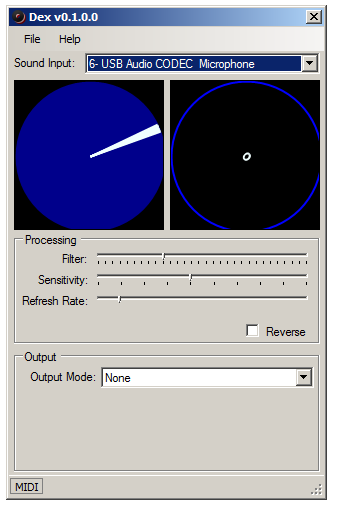 Dex v0.1.0.0
File Help
Sound Input: 6- USB Audio CODEC Microphone
Processing
Filter:
Sensitivity:
Refresh Rate:
Reverse
Output
Output Mode: None
MIDI